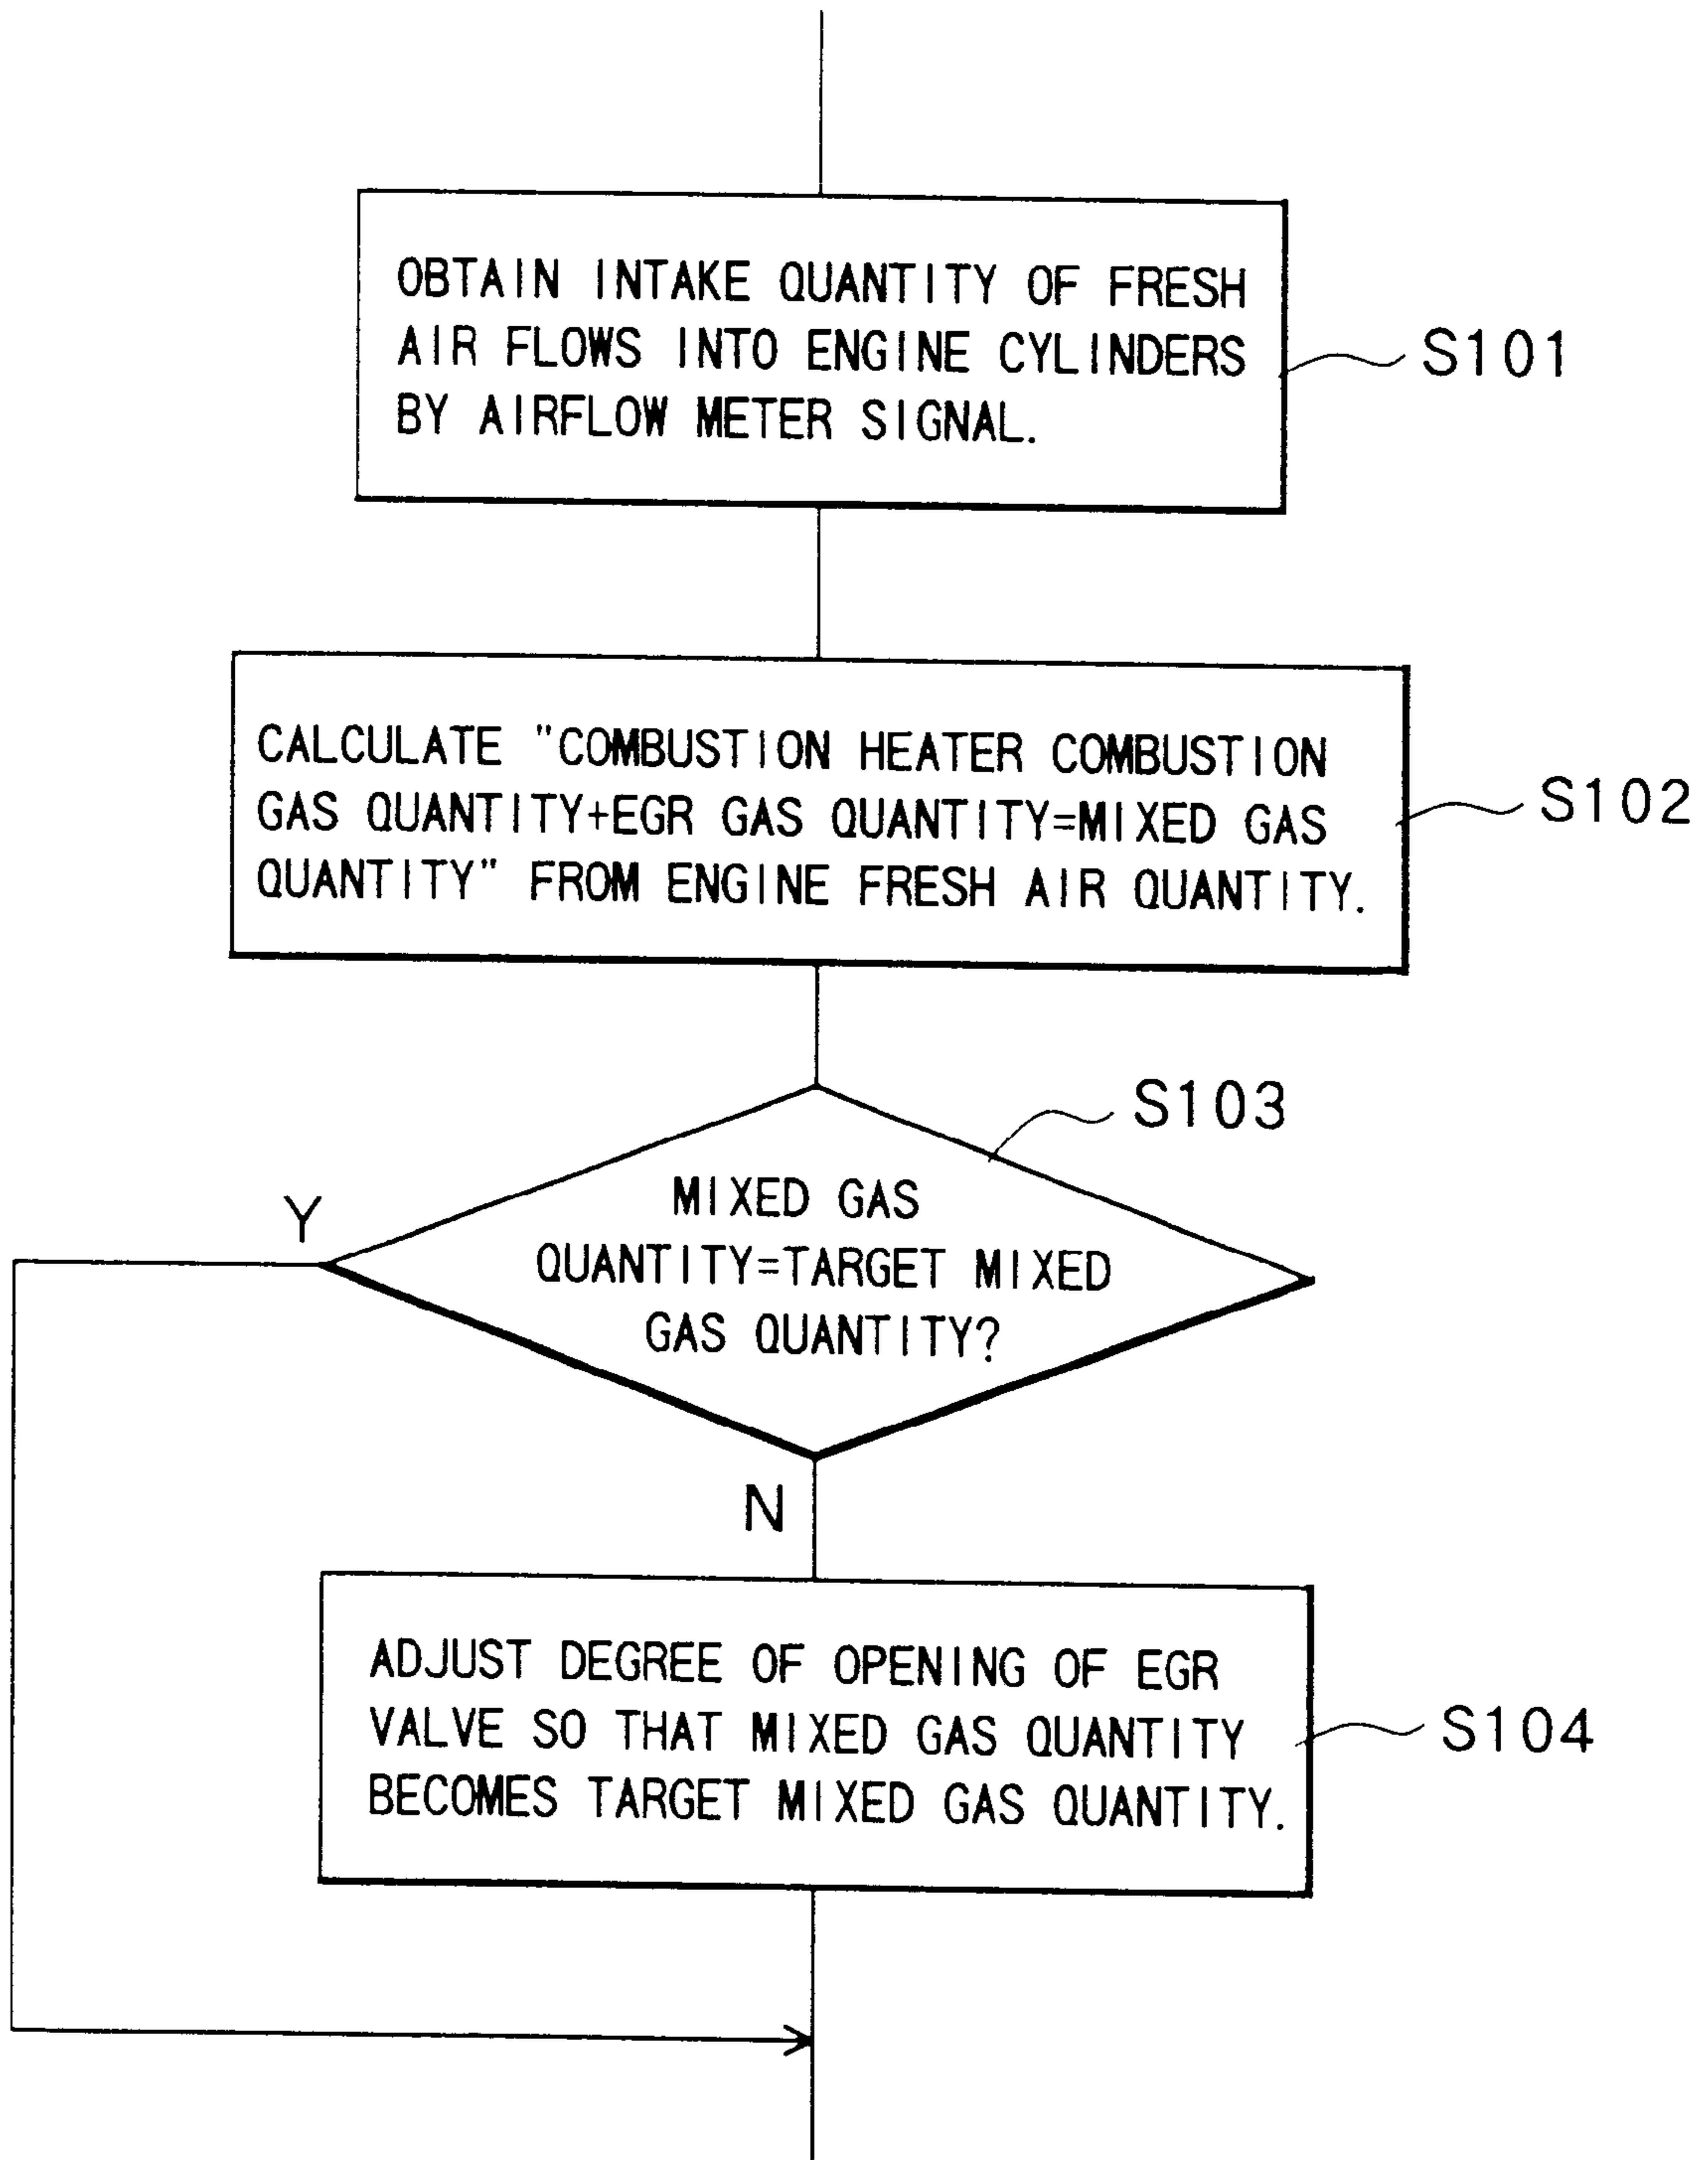 OBTAIN INTAKE QUANTITY OF FRESH
AIR FLOWS INTO ENGINE CYLINDERS
BY AIRFLOW METER SIGNAL.
S101
CALCULATE "COMBUSTION HEATER COMBUSTION
GAS QUANTITY+EGR GAS QUANTITY=MIXED GAS
QUANTITY" FROM ENGINE FRESH AIR QUANTITY.
S102
S103
MIXED GAS
QUANTITY=TARGET MIXED
GAS QUANTITY?
Y
N
ADJUST DEGREE OF OPENING OF EGR
VALVE SO THAT MIXED GAS QUANTITY
BECOMES TARGET MIXED GAS QUANTITY.
S104